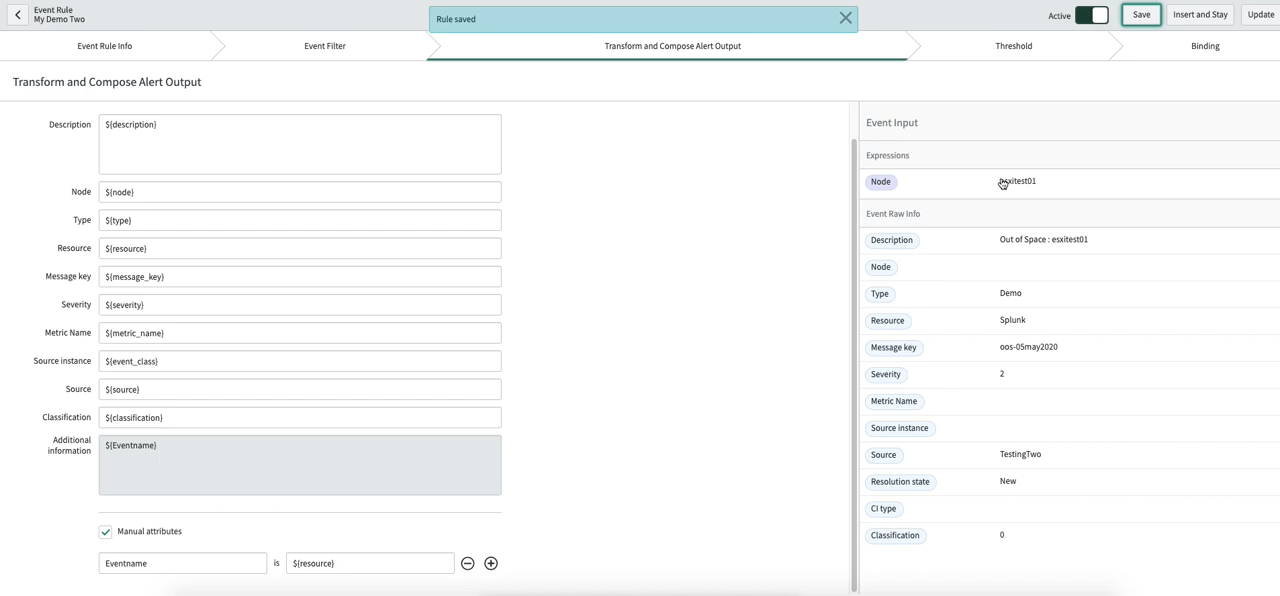 Event Rule
My Demo Two
Rule saved
Active
Save
Insert and Stay
Update
Event Rule Info
Event Filter
Transform and Compose Alert Output
Threshold
Binding
Transform and Compose Alert Output
Description
${description}
Node
${node}
Type
${type}
Resource
${resource}
Message key
${message_key}
Severity
${severity}
Metric Name
${metric_name}
Source instance
${event_class}
Source
${source}
Classification
${classification}
Additional
information
${Eventname}
Manual attributes
Eventname is ${resource}
Event Input
Expressions
Node esxitest01
Event Raw Info
Description Out of Space : esxitest01
Node
Type Demo
Resource Splunk
Message key oos-05may2020
Severity 2
Metric Name
Source instance
Source TestingTwo
Resolution state New
CI type
Classification 0